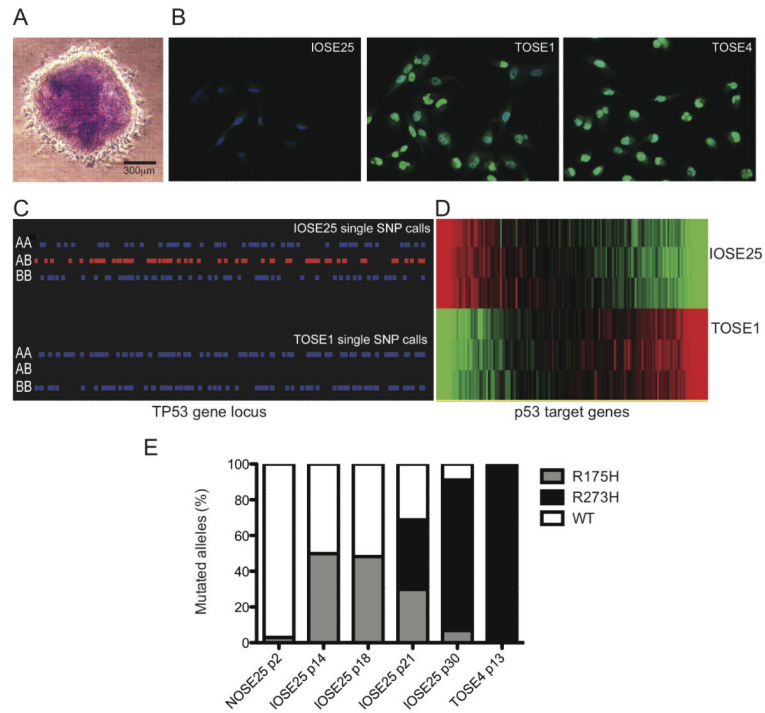 A
B
300μm
IOSE25
TOSE1
TOSE4
C
D
IOSE25 single SNP calls
AA
AB
BB
TOSE1 single SNP calls
AA
AB
BB
TP53 gene locus
IOSE25
TOSE1
p53 target genes
E
Mutated alleles (%)
100
80
60
40
20
0
NOSE25 p2
IOSE25 p14
IOSE25 p18
IOSE25 p21
IOSE25 p30
TOSE4 p13
R175H
R273H
WT